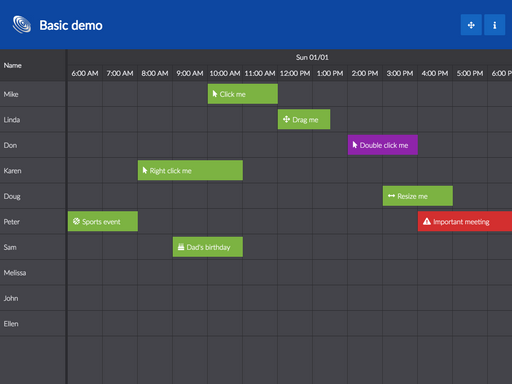 Basic demo
Name
Sun 01/01
6:00 AM 7:00 AM 8:00 AM 9:00 AM 10:00 AM 11:00 AM 12:00 PM 1:00 PM 2:00 PM 3:00 PM 4:00 PM 5:00 PM 6:00 P
Mike Click me
Linda Drag me
Don Double click me
Karen Right click me
Doug Resize me
Peter Sports event Important meeting
Sam Dad's birthday
Melissa
John
Ellen